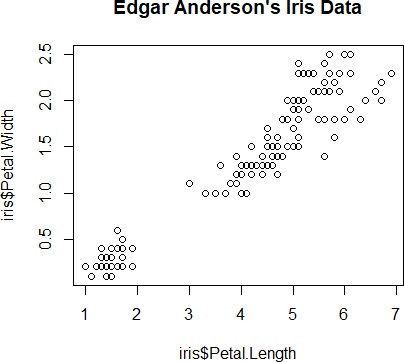 Edgar Anderson's Iris Data
iris$Petal.Width
2.5
2.0
1.5
1.0
0.5
1 2 3 4 5 6 7
iris$Petal.Length